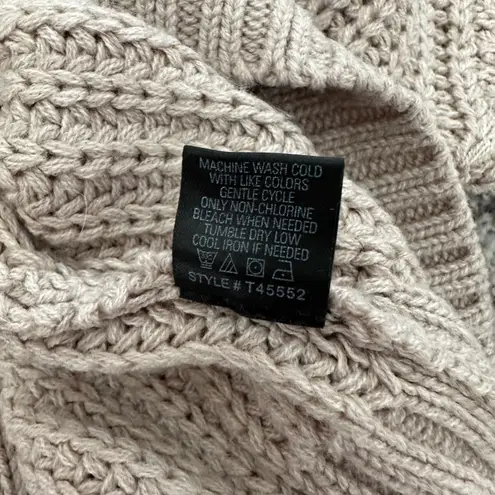 MACHINE WASH COLD
WITH LIKE COLORS
GENTLE CYCLE
ONLY NON-CHLORINE
BLEACH WHEN NEEDED
TUMBLE DRY LOW
COOL IRON IF NEEDED
STYLE # T45552